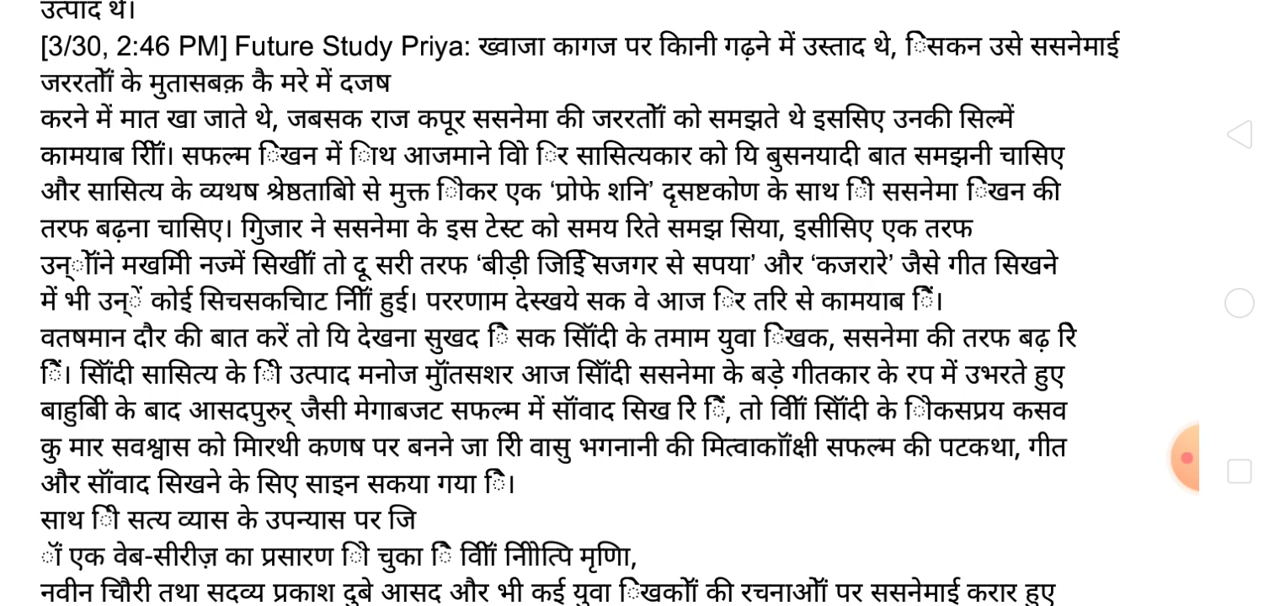 उत्पाद थे।
[3/30, 2:46 PM] Future Study Priya: ख्वाजा कागज पर किानी गढ़ने में उस्ताद थे, िेसकन उसे ससनेमाई
जररतोों के मुतासबक़ कै मरे में दजष
करने में मात खा जाते थे, जबसक राज कपूर ससनेमा की जररतोों को समझते थे इससिए उनकी सिल्में
कामयाब रिीों। सफल्म िेखन में िाथ आजमाने वािे िर सासित्यकार को यि बुसनयादी बात समझनी चासिए
और सासित्य के व्यथष श्रेष्ठताबिो से मुक्त िोकर एक ‘प्रोफे शनि’ दृसष्टकोण के साथ िी ससनेमा िेखन की
तरफ बढ़ना चासिए। गुिजार ने ससनेमा के इस टेस्ट को समय रिते समझ सिया, इसीसिए एक तरफ
उन्ोोंने मखमिी नज्में सिखीों तो दू सरी तरफ ‘बीड़ी जिईिे सजगर से सपया’ और ‘कजरारे’ जैसे गीत सिखने
में भी उन्ें कोई सिचसकचािट निीों हुई। पररणाम देस्खये सक वे आज िर तरि से कामयाब िैं।
वतषमान दौर की बात करें तो यि देखना सुखद िै सक सिोंदी के तमाम युवा िेखक, ससनेमा की तरफ बढ़ रिे
िैं। सिोंदी सासित्य के िी उत्पाद मनोज मुोंतसशर आज सिोंदी ससनेमा के बड़े गीतकार के रप में उभरते हुए
बाहुबिी के बाद आसदपुरुर् जैसी मेगाबजट सफल्म में सोंवाद सिख रिे िैं, तो विीों सिोंदी के िोकसप्रय कसव
कु मार सवश्वास को मिारथी कणष पर बनने जा रिी वासु भगनानी की मित्वाकाोंक्षी सफल्म की पटकथा, गीत
और सोंवाद सिखने के सिए साइन सकया गया िै।
साथ िी सत्य व्यास के उपन्यास पर जि
ाों एक वेब-सीरीज़ का प्रसारण िो चुका िै विीों निोत्पि मृणाि,
नवीन चौिरी तथा सदव्य प्रकाश दुबे आसद और भी कई युवा िेखकोों की रचनाओों पर ससनेमाई करार हुए